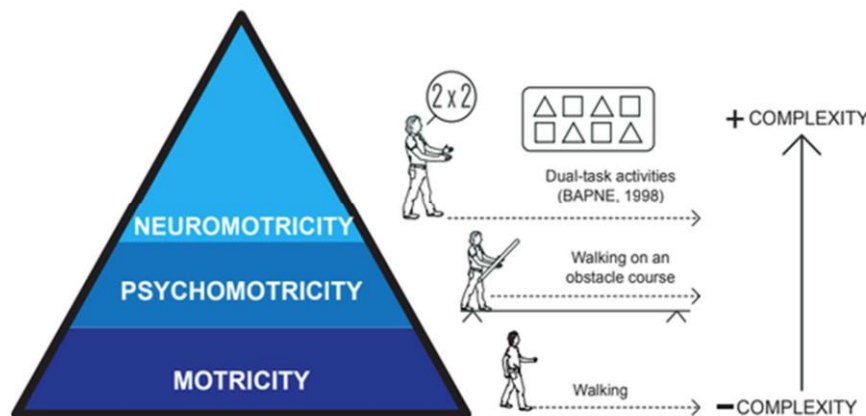 2 x 2
Dual-task activities
(BAPNE, 1998)
+ COMPLEXITY
NEUROMOTRICITY
Walking on an
obstacle course
PSYCHOMOTRICITY
MOTRICITY
Walking
- COMPLEXITY